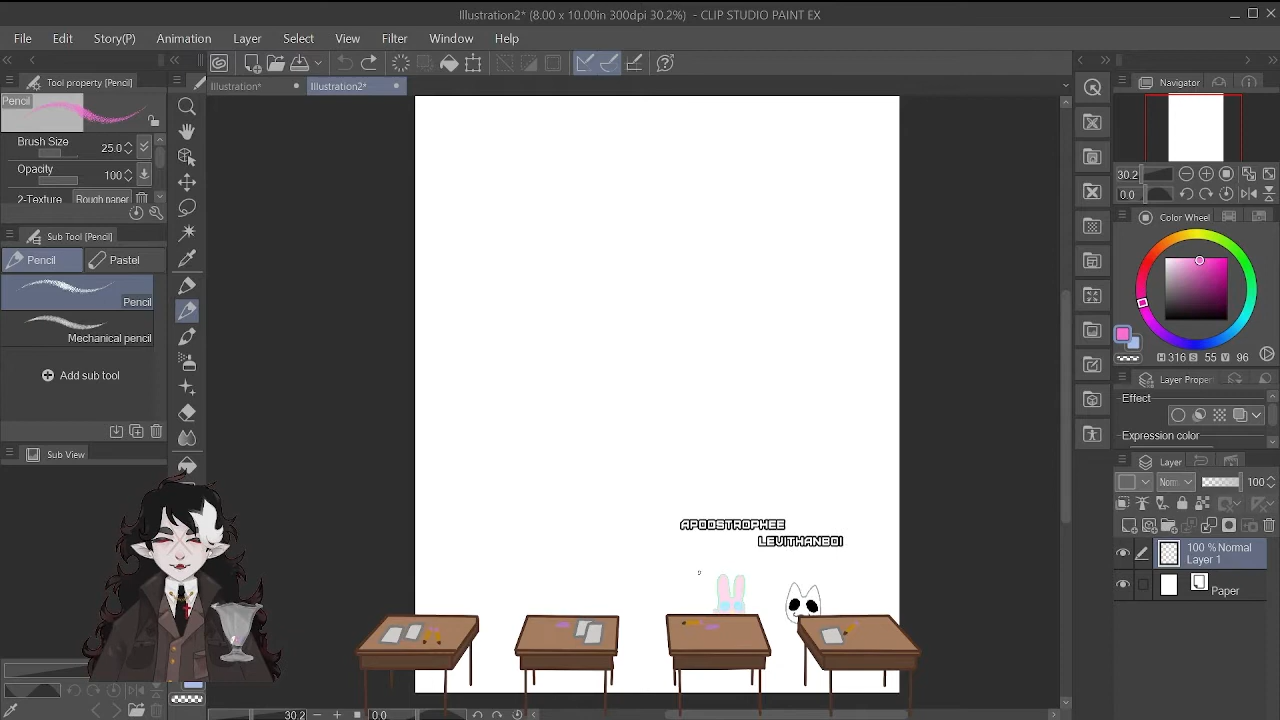 Illustration2* (8.00 x 10.00in 300dpi 30.2%) - CLIP STUDIO PAINT EX
File Edit Story(P) Animation Layer Select View Filter Window Help
Tool property [Pencil]
Illustration* Illustration2*
Navigator
Pencil
Brush Size 25.0
Opacity 100
2-Texture Rough paper
30.2
0.0
Color Wheel
Sub Tool [Pencil]
Pencil Pastel
Pencil
Mechanical pencil
Add sub tool
H 316 S 55 V 96
Layer Proper
Effect
Expression color
Sub View
Layer
Norm 100
APOOSTROPHEE
LEVITHANBOI
100 % Normal
Layer 1
Paper
30.2 0.0